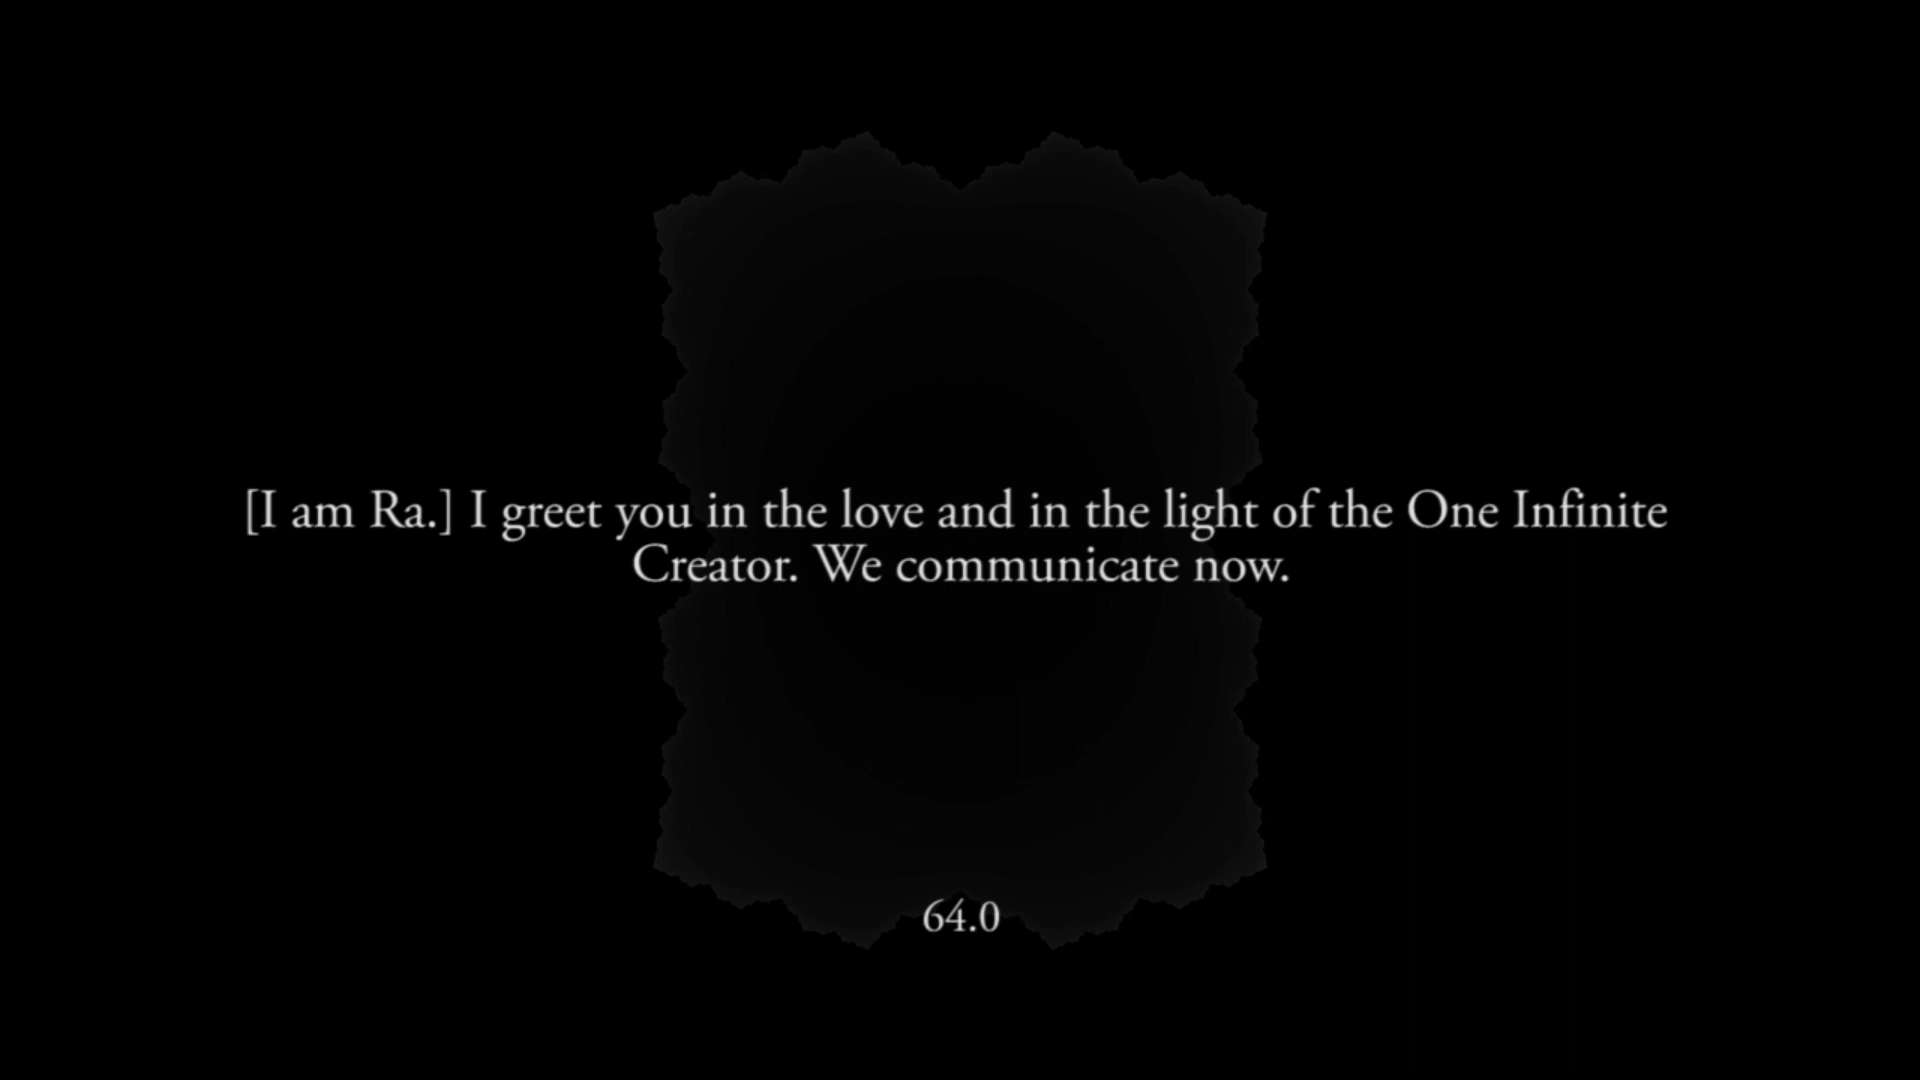 [I am Ra.] I greet you in the love and in the light of the One Infinite
Creator. We communicate now.
64.0